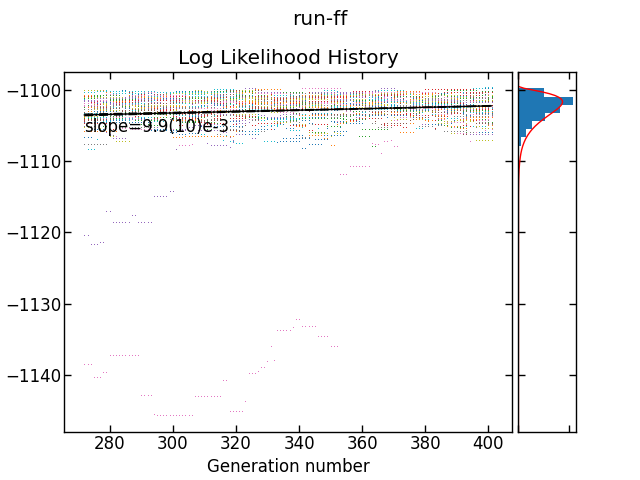 run-ff
Log Likelihood History
−1100
slope=9.9(10)e-3
−1110
−1120
−1130
−1140
280 300 320 340 360 380 400
Generation number